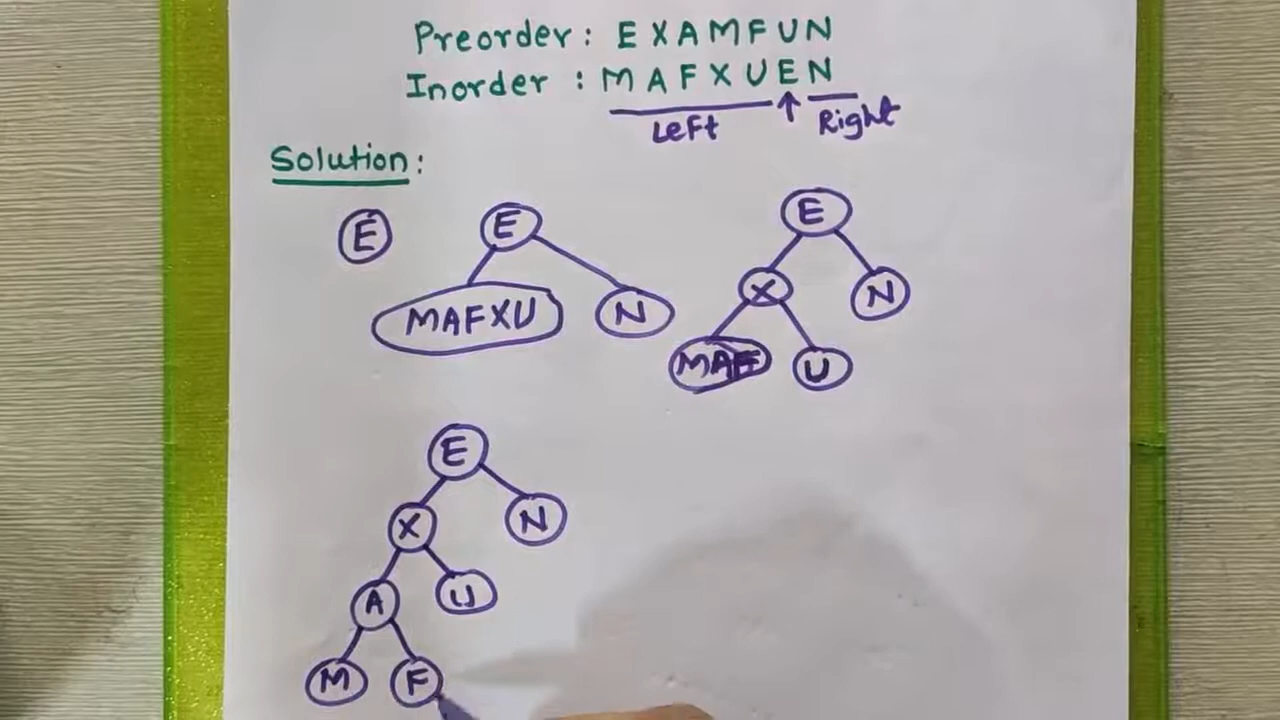 Preorder: EXAMFUN
Inorder : MAFXUEN
Left
Right
Solution:
E
E
MAFXU N
E
X N
MAF U
E
X N
A U
M F